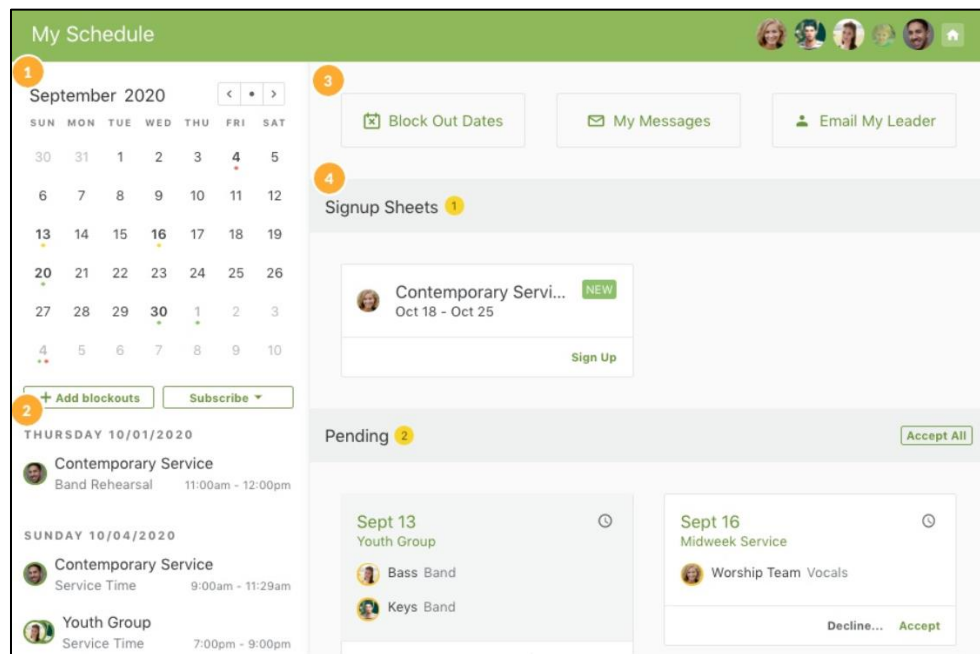 My Schedule
1
September 2020
SUN MON TUE WED THU FRI SAT
30 31 1 2 3 4 5
6 7 8 9 10 11 12
13 14 15 16 17 18 19
20 21 22 23 24 25 26
27 28 29 30 1 2 3
4 5 6 7 8 9 10
+ Add blockouts Subscribe
2
THURSDAY 10/01/2020
Contemporary Service
Band Rehearsal 11:00am - 12:00pm
SUNDAY 10/04/2020
Contemporary Service
Service Time 9:00am - 11:29am
Youth Group
Service Time 7:00pm - 9:00pm
3
Block Out Dates My Messages Email My Leader
4
Signup Sheets 1
Contemporary Servi... NEW
Oct 18 - Oct 25
Sign Up
Pending 2 Accept All
Sept 13
Youth Group
Bass Band
Keys Band
Sept 16
Midweek Service
Worship Team Vocals
Decline... Accept